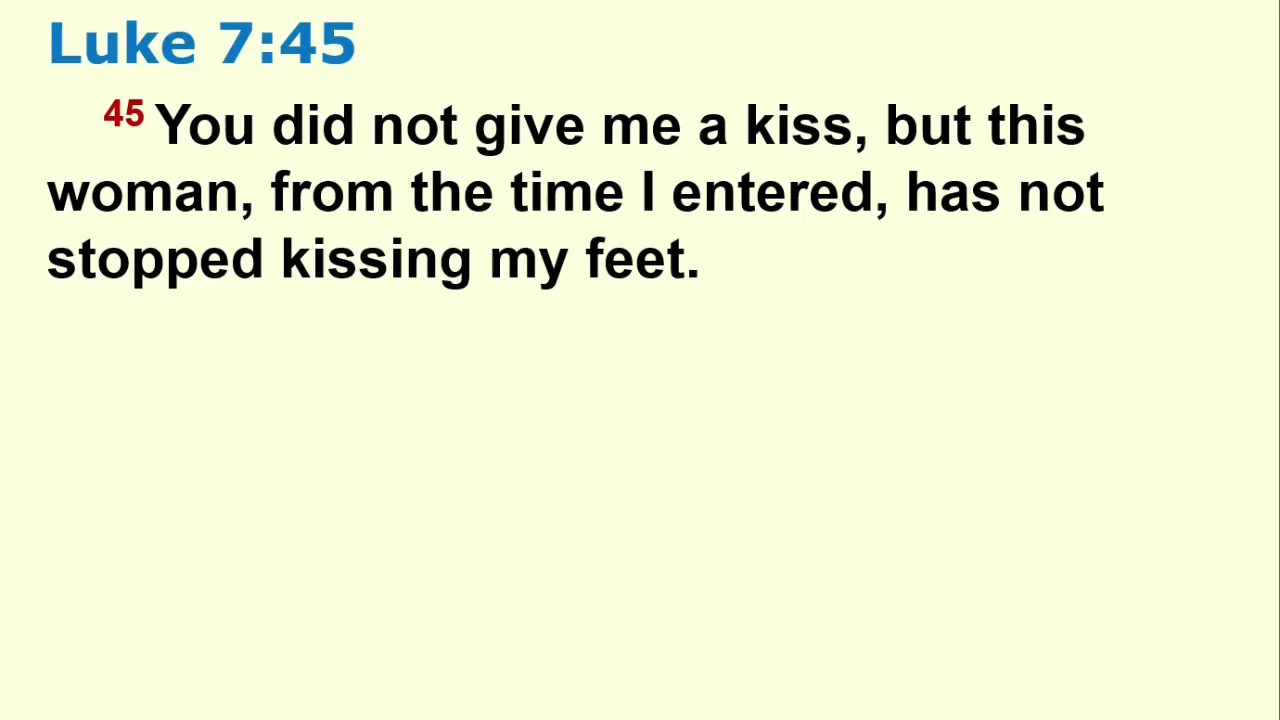 Luke 7:45
45 You did not give me a kiss, but this
woman, from the time I entered, has not
stopped kissing my feet.